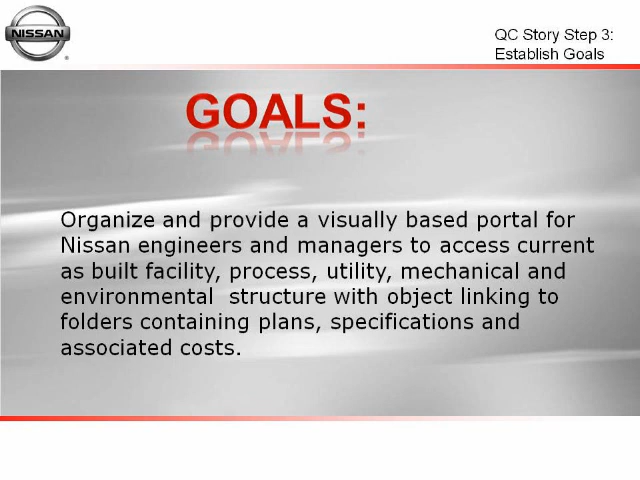 NISSAN
®
QC Story Step 3:
Establish Goals
GOALS:
Organize and provide a visually based portal for
Nissan engineers and managers to access current
as built facility, process, utility, mechanical and
environmental  structure with object linking to
folders containing plans, specifications and
associated costs.